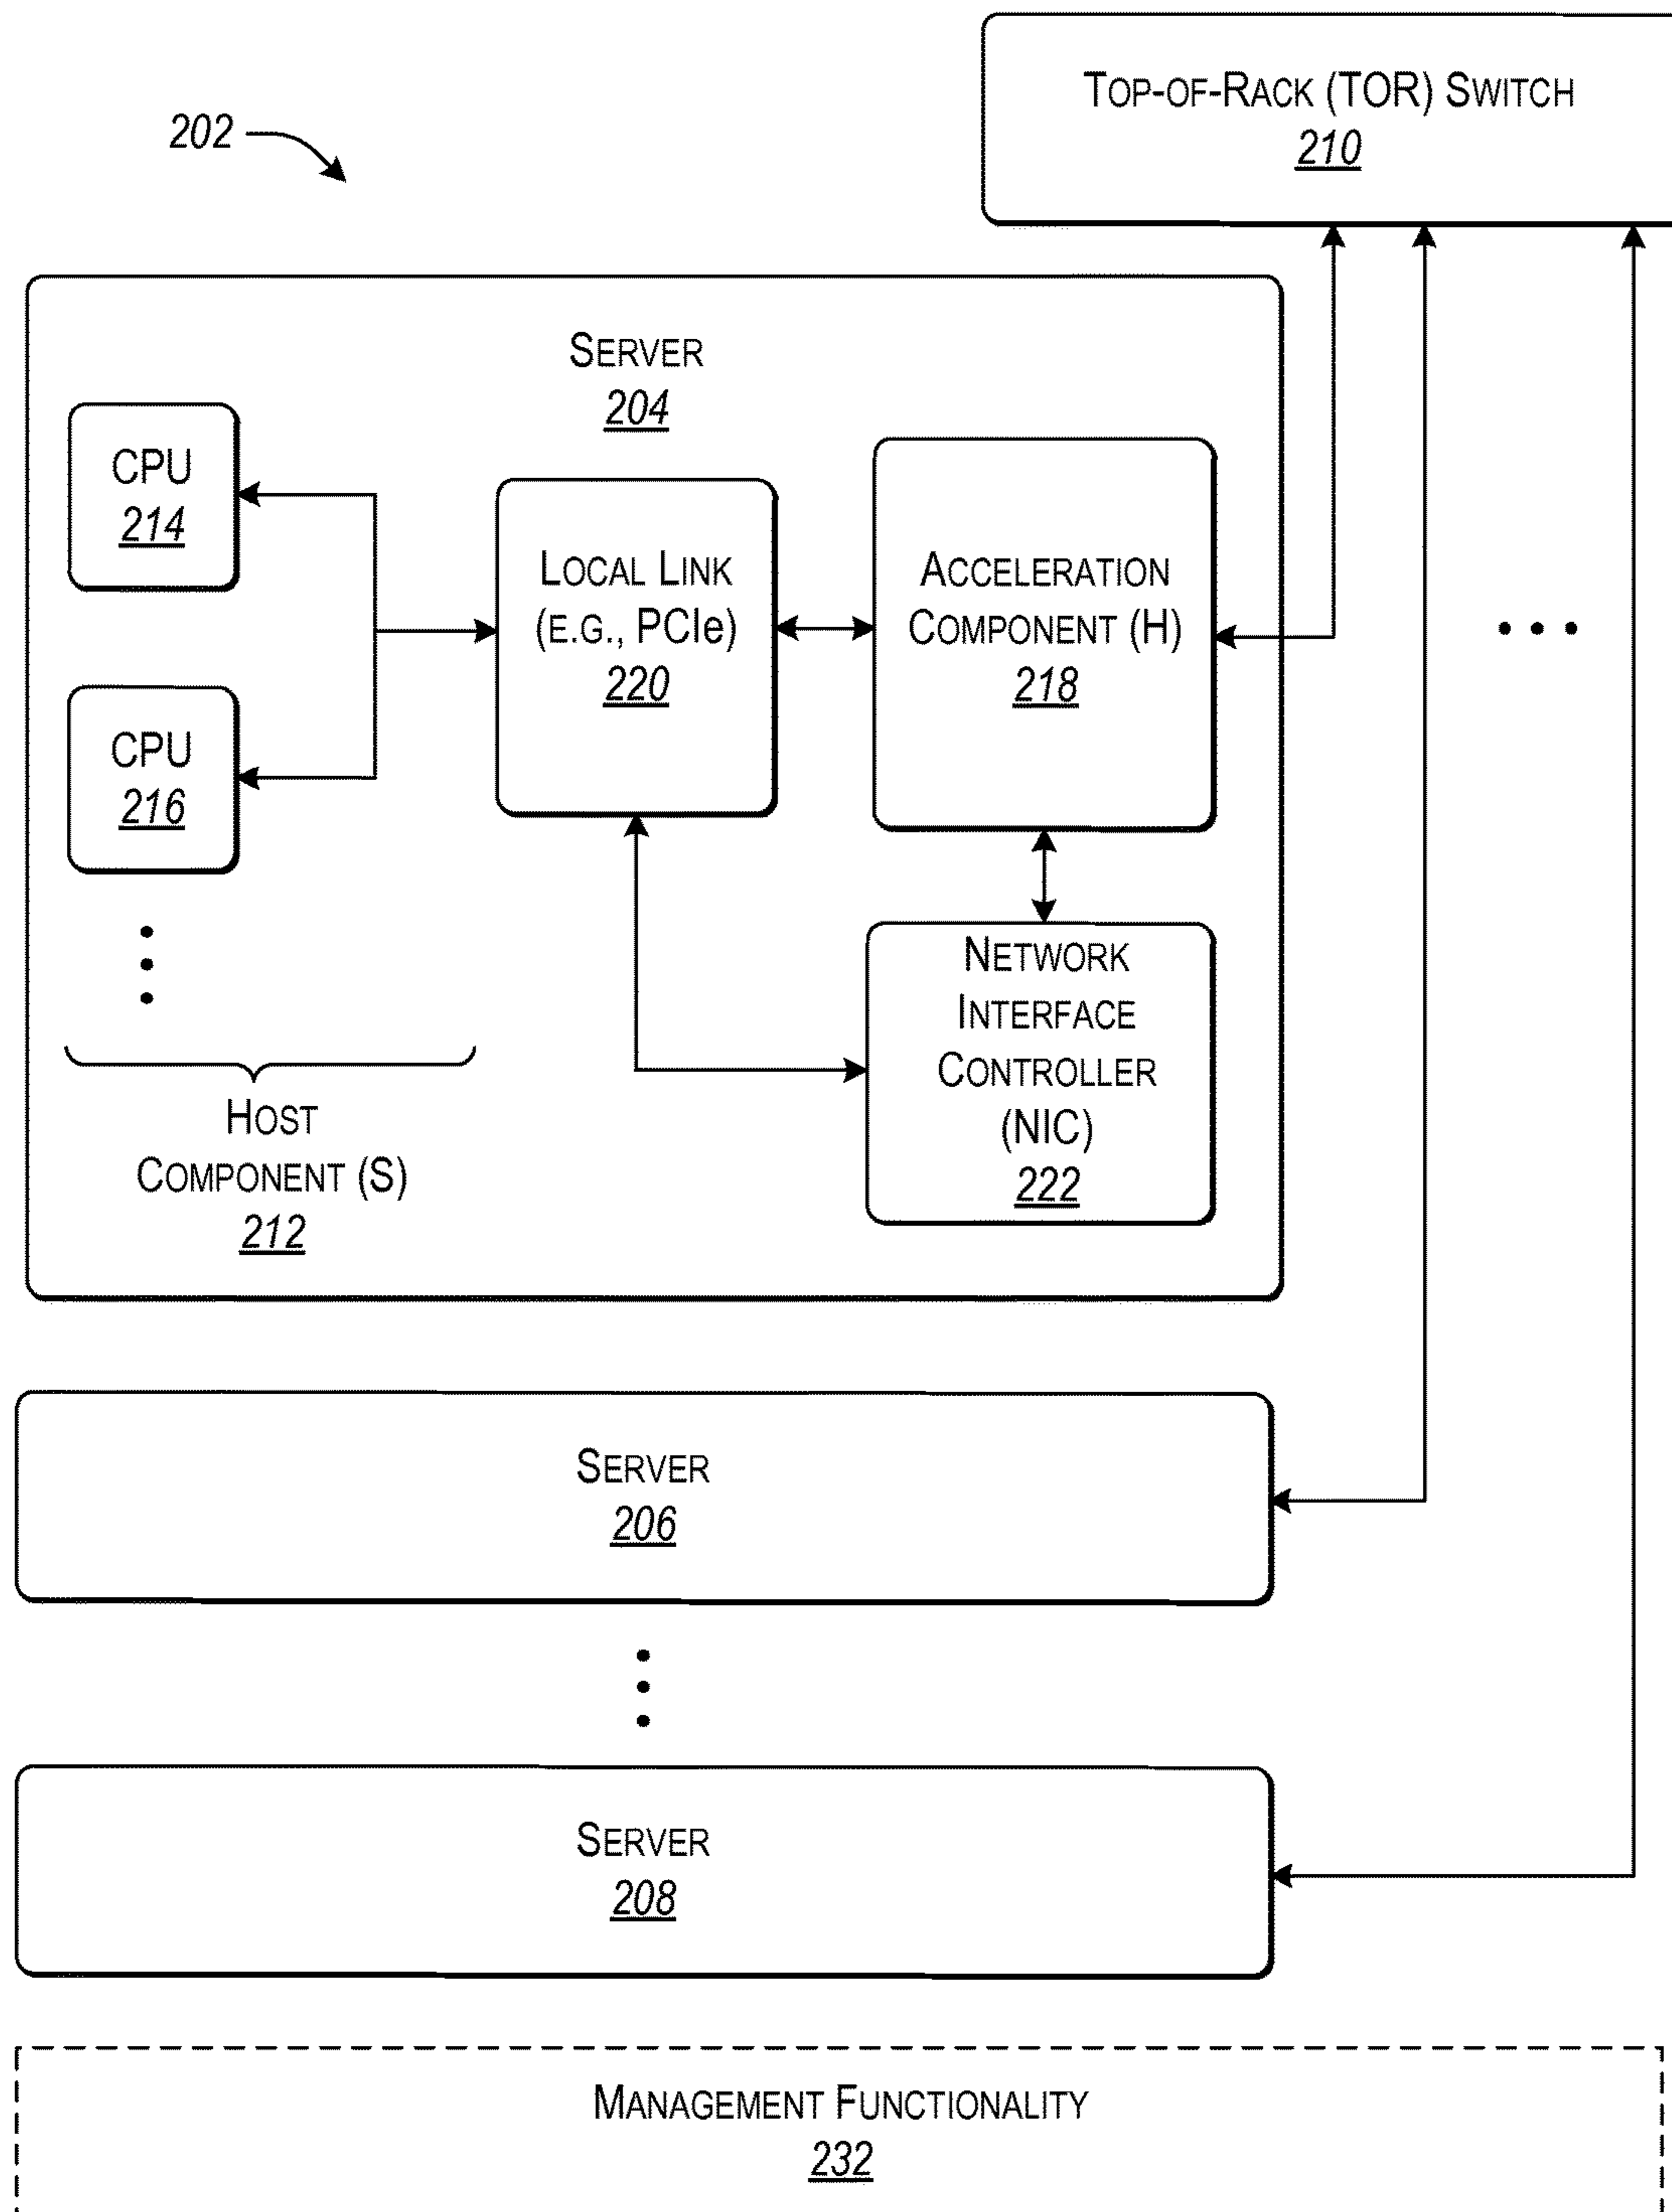 TOP-OF-RACK (TOR) SWITCH
210
202
SERVER
204
CPU
214
LOCAL LINK
(E.G., PCIe)
220
ACCELERATION
COMPONENT (H)
218
CPU
216
NETWORK
INTERFACE
CONTROLLER
(NIC)
222
HOST
COMPONENT (S)
212
SERVER
206
SERVER
208
MANAGEMENT FUNCTIONALITY
232